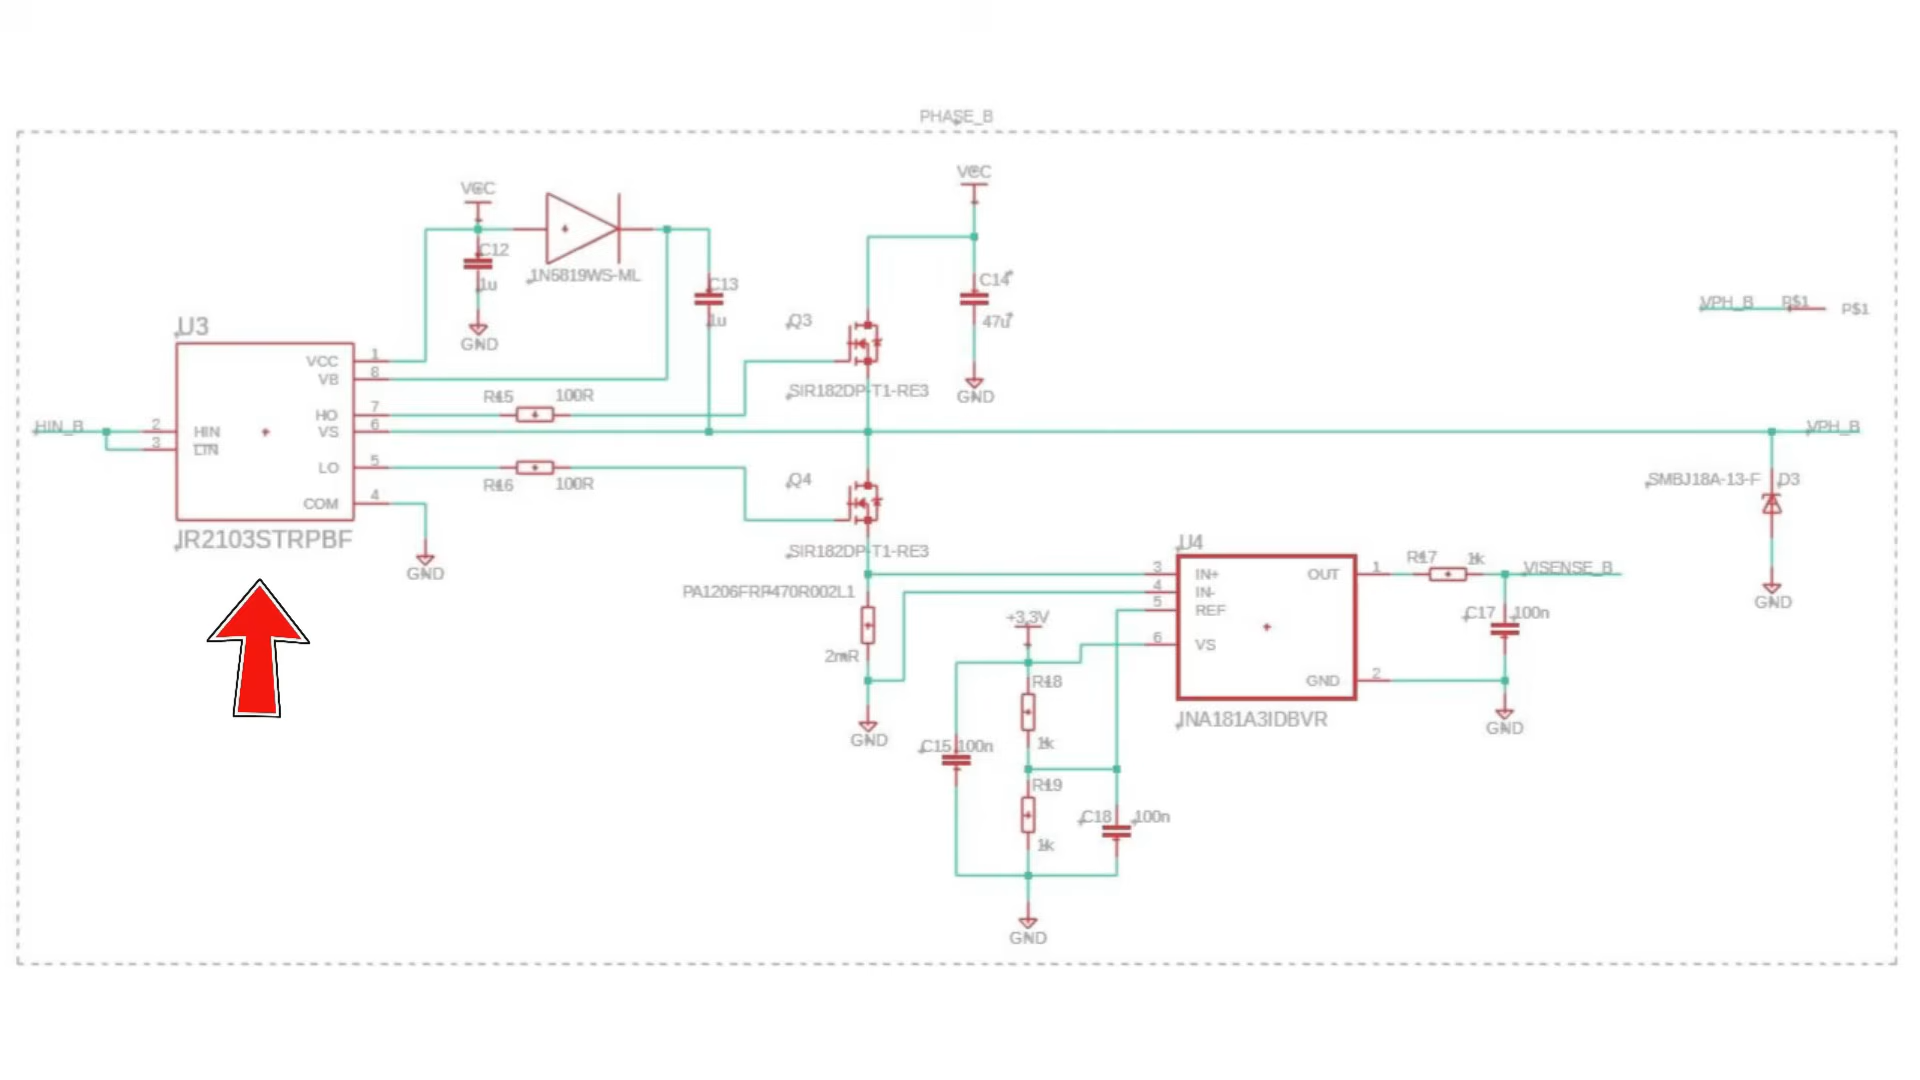 PHASE_B
VCC
C12
1u
GND
1N5819WS-ML
C13
1u
VCC
C14
47u
GND
Q3
SIR182DP-T1-RE3
VPH_B P$1 P$1
U3
VCC 1
VB 8
HO 7
VS 6
LO 5
COM 4
HIN_B
2 HIN
3 LIN
IR2103STRPBF
GND
R15 100R
R16 100R
Q4
SIR182DP-T1-RE3
VPH_B
SMBJ18A-13-F D3
GND
PA1206FRF470R002L1
2mR
GND
U4
3 IN+
4 IN-
5 REF
6 VS
OUT 1
GND 2
INA181A3IDBVR
R17 1k
VISENSE_B
C17 100n
GND
+3.3V
R18
1k
C15 100n
R19
1k
C18 100n
GND